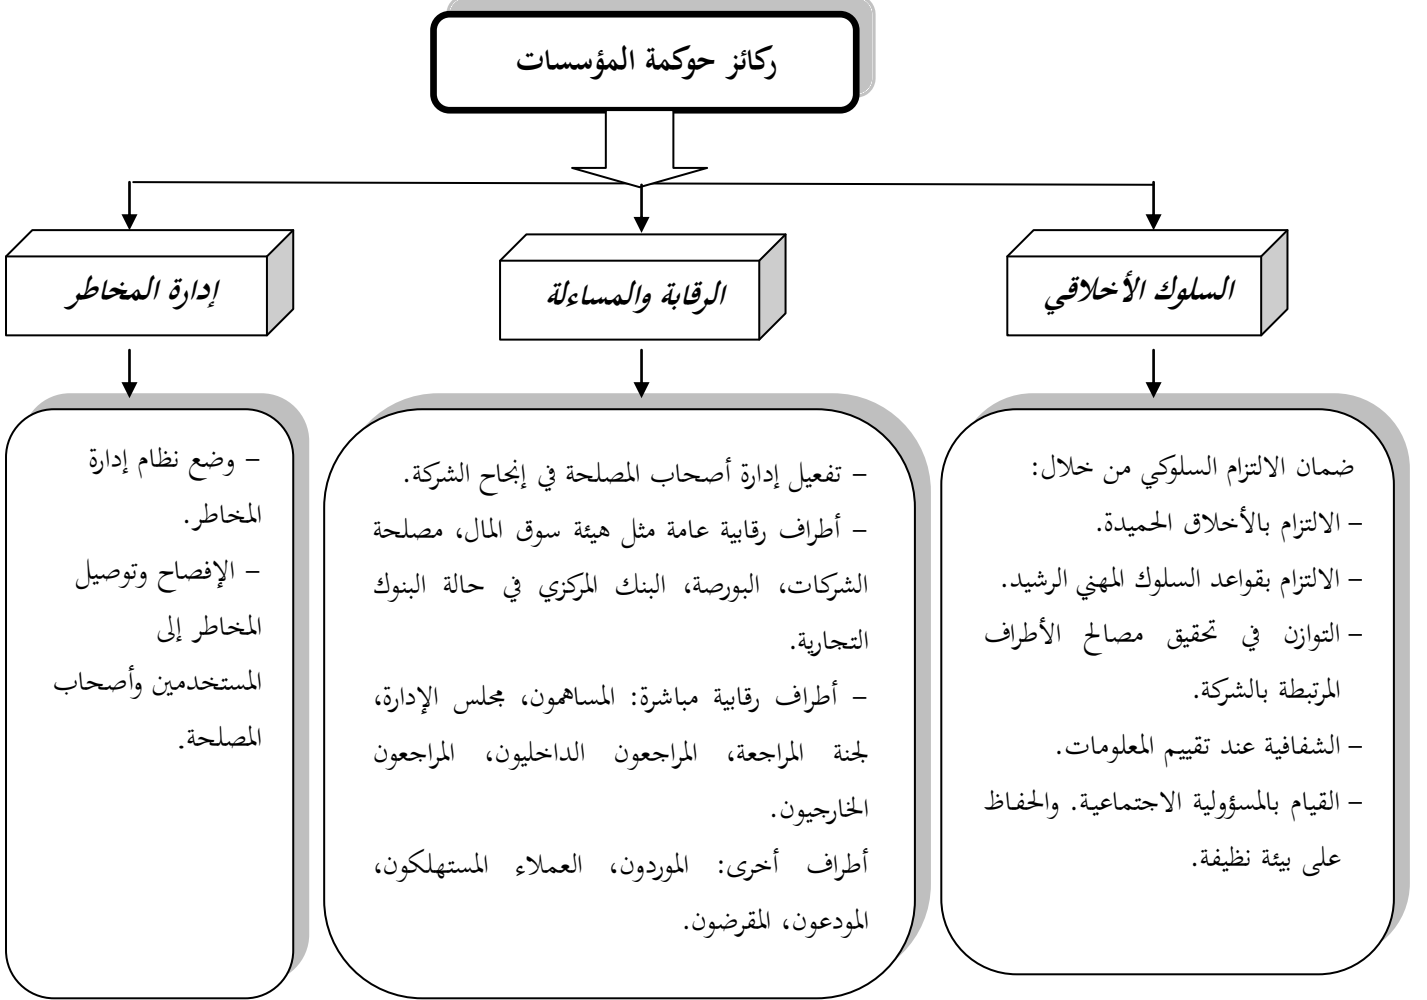 ركائز حوكمة المؤسسات
السلوك الأخلاقي
الرقابة والمساءلة
إدارة المخاطر
ضمان الالتزام السلوكي من خلال:
– الالتزام بالأخلاق الحميدة.
– الالتزام بقواعد السلوك المهني الرشيد.
– التوازن في تحقيق مصالح الأطراف
المرتبطة بالشركة.
– الشفافية عند تقييم المعلومات.
– القيام بالمسؤولية الاجتماعية. والحفاظ
على بيئة نظيفة.
– تفعيل إدارة أصحاب المصلحة في إنجاح الشركة.
– أطراف رقابية عامة مثل هيئة سوق المال، مصلحة
الشركات، البورصة، البنك المركزي في حالة البنوك
التجارية.
– أطراف رقابية مباشرة: المساهمون، مجلس الإدارة،
لجنة المراجعة، المراجعون الداخليون، المراجعون
الخارجيون.
أطراف أخرى: الموردون، العملاء المستهلكون،
المودعون، المقرضون.
– وضع نظام إدارة
المخاطر.
– الإفصاح وتوصيل
المخاطر إلى
المستخدمين وأصحاب
المصلحة.